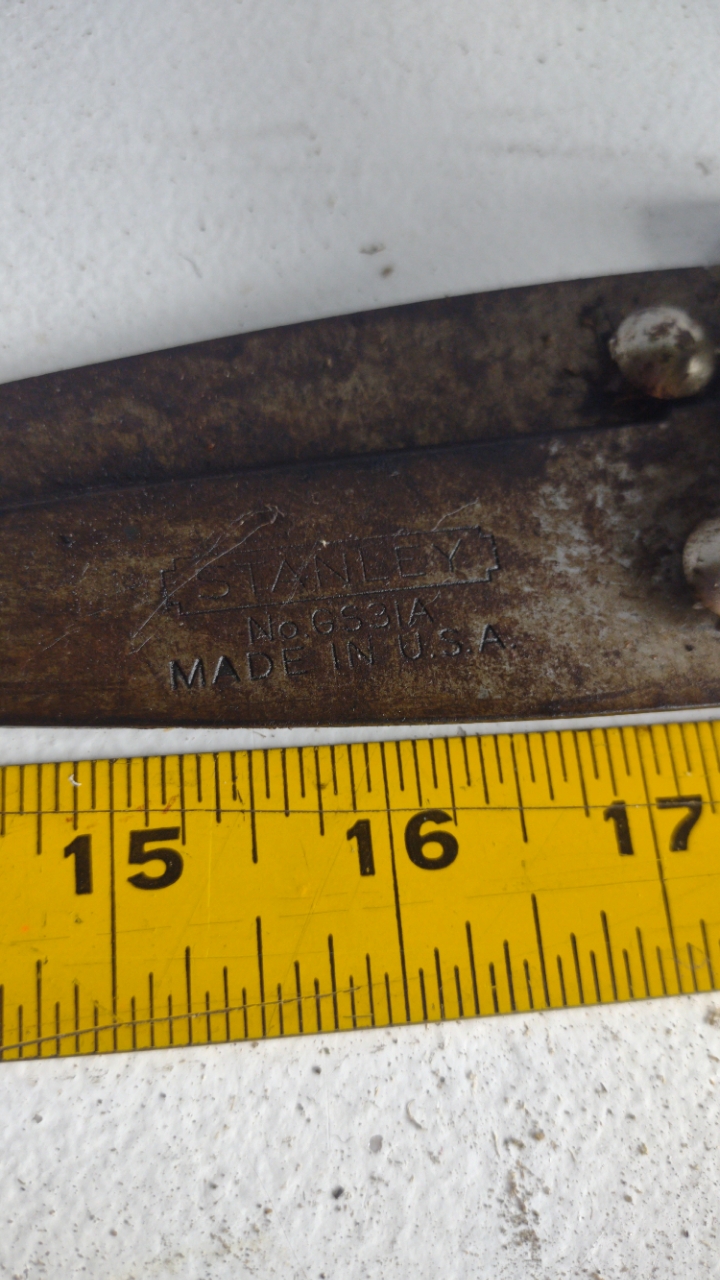 STANLEY
No. GS31A
MADE IN U.S.A.
15 16 17